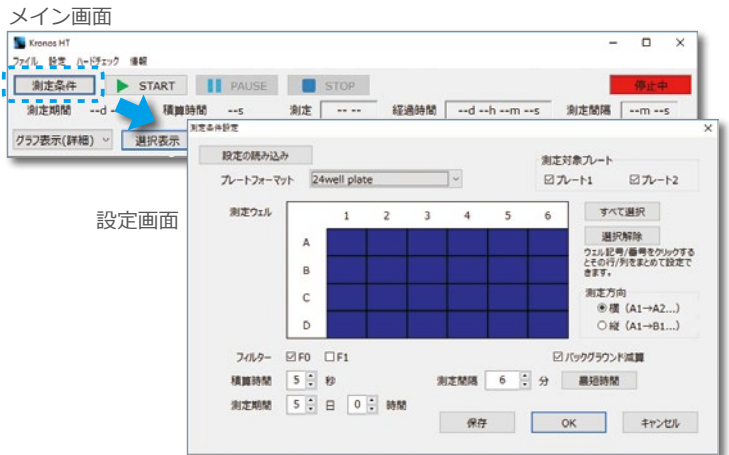 メイン画面
Kronos HT
ファイル 設定 ハードチェック 情報
測定条件 START PAUSE STOP 停止中
測定期間 --d - 積算時間 --s 測定 -- -- 経過時間 --d --h --m --s 測定間隔 --m --s
グラフ表示(詳細) 選択表示
測定条件設定
設定の読み込み
測定対象プレート
プレートフォーマット 24well plate
プレート1 プレート2
設定画面
測定ウェル 1 2 3 4 5 6
すべて選択
A
選択解除
ウェル記号/番号をクリックする
とその行/列をまとめて設定で
きます。
B
C
測定方向
横 (A1→A2...)
D
縦 (A1→B1...)
フィルター F0 F1 バックグラウンド減算
積算時間 5 秒 測定間隔 6 分 最短時間
測定期間 5 日 0 時間
保存 OK キャンセル